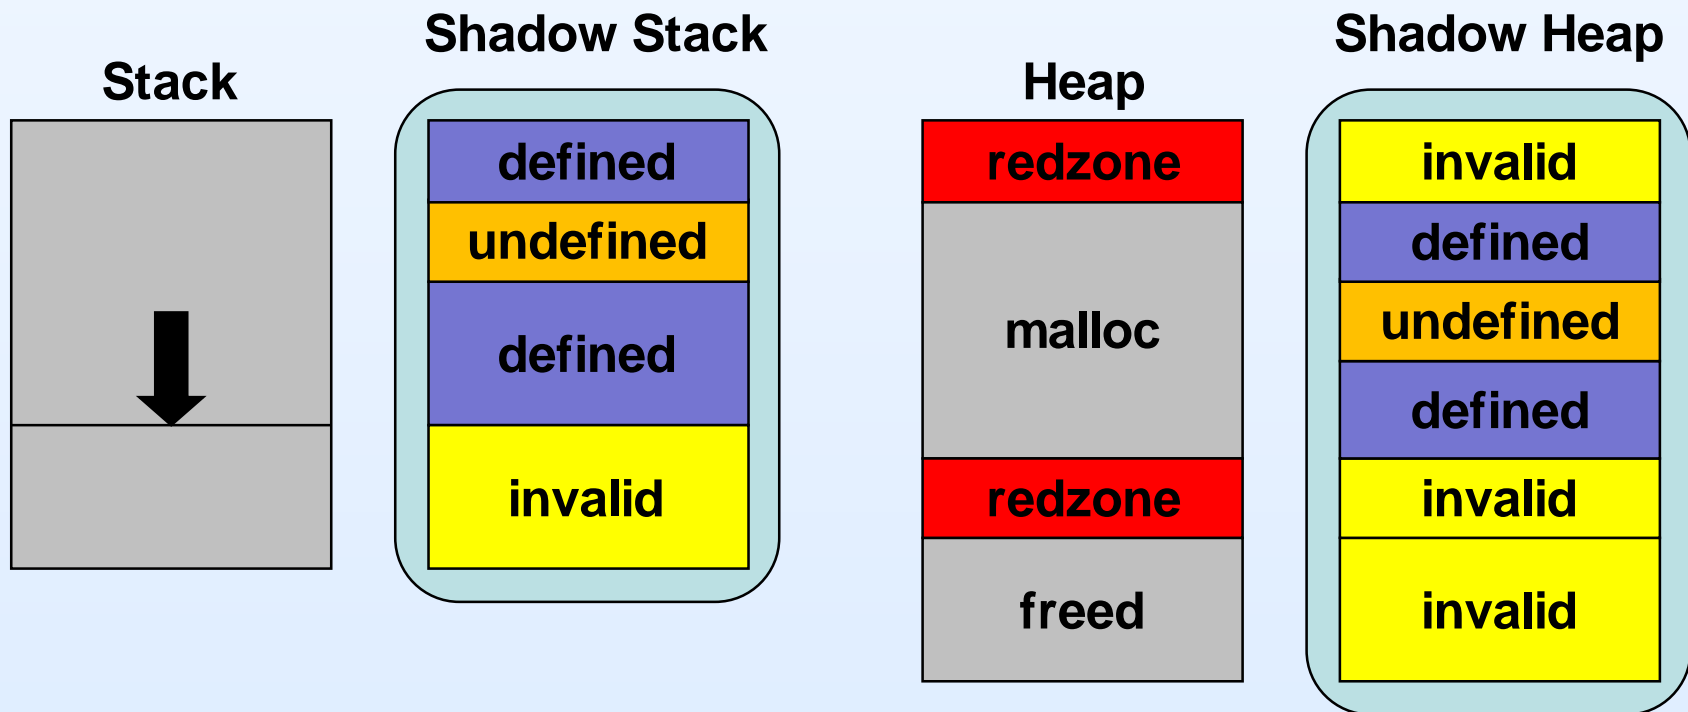 Stack
Shadow Stack
defined
undefined
defined
invalid
Heap
redzone
malloc
redzone
freed
Shadow Heap
invalid
defined
undefined
defined
invalid
invalid